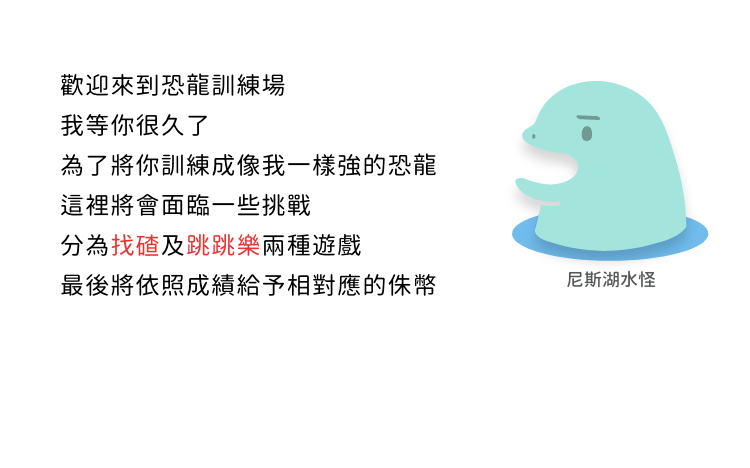 歡迎來到恐龍訓練場
我等你很久了
為了將你訓練成像我一樣強的恐龍
這裡將會面臨一些挑戰
分為找碴及跳跳樂兩種遊戲
最後將依照成績給予相對應的侏幣
尼斯湖水怪